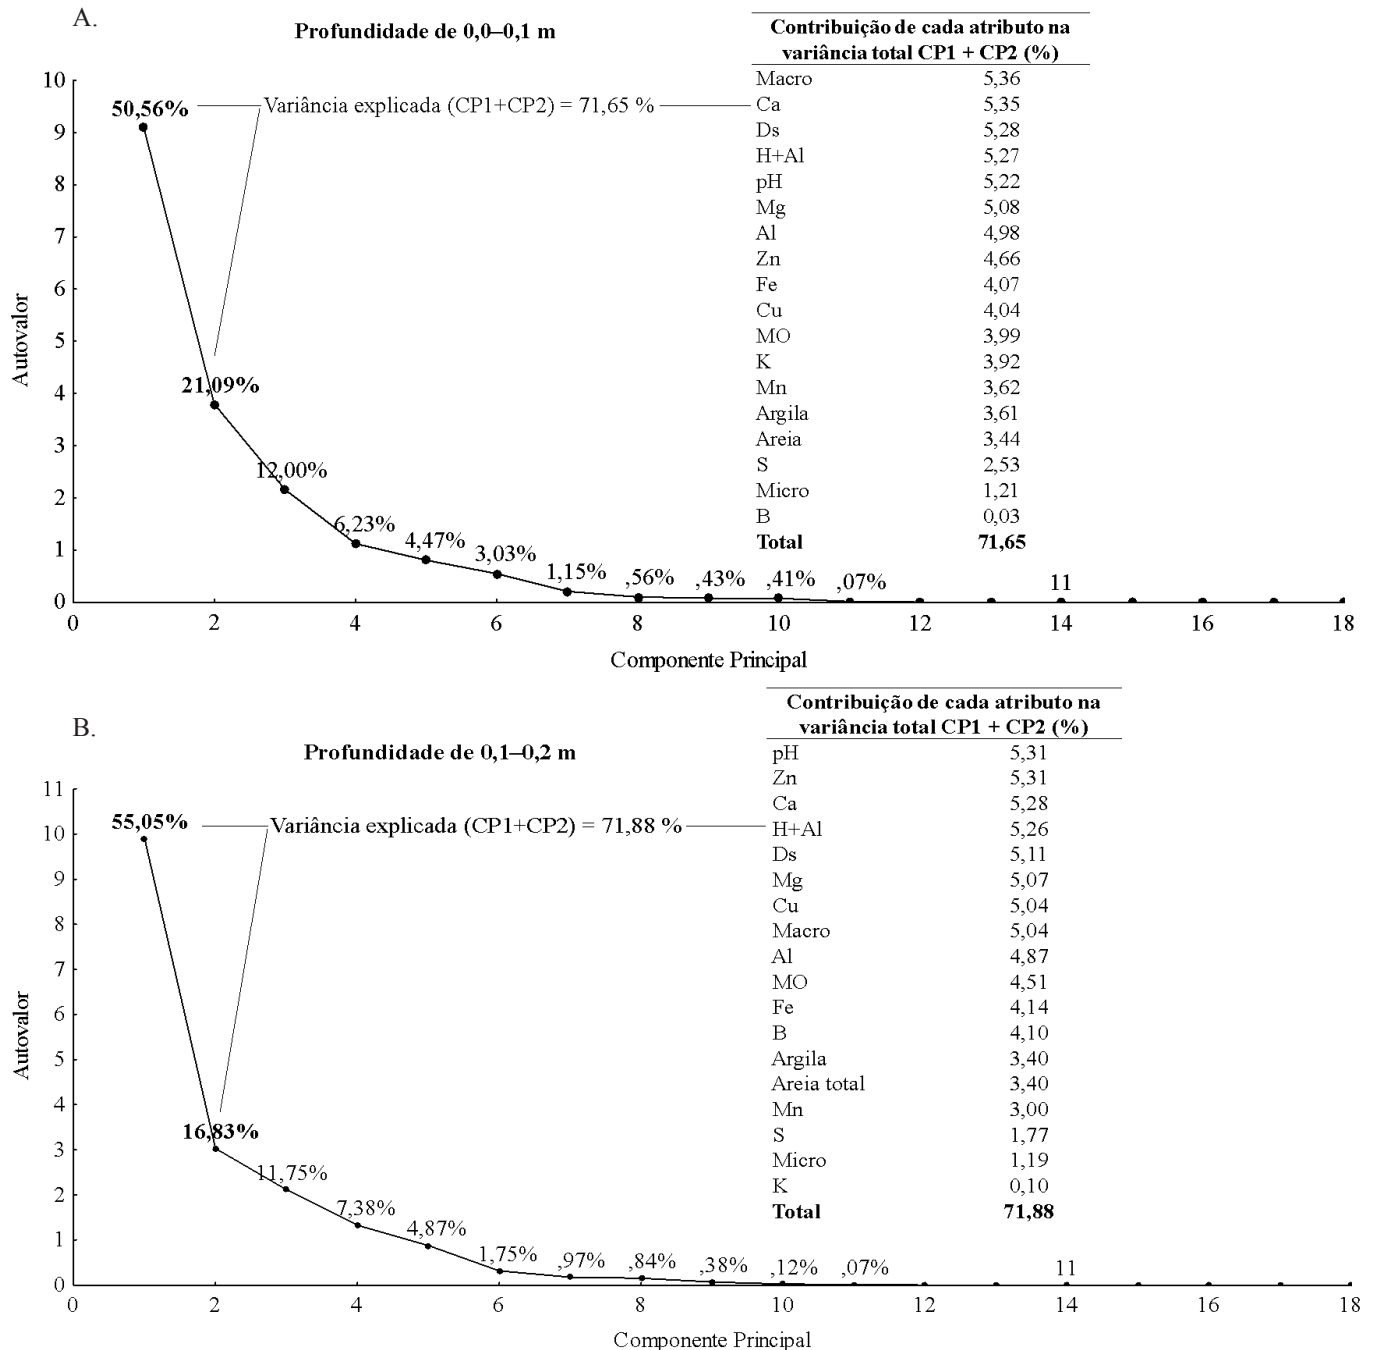 A.
Profundidade de 0,0–0,1 m
Contribuição de cada atributo na
variância total CP1 + CP2 (%)
Macro 5,36
Ca 5,35
Ds 5,28
H+Al 5,27
pH 5,22
Mg 5,08
Al 4,98
Zn 4,66
Fe 4,07
Cu 4,04
MO 3,99
K 3,92
Mn 3,62
Argila 3,61
Areia 3,44
S 2,53
Micro 1,21
B 0,03
Total 71,65
Variância explicada (CP1+CP2) = 71,65 %
50,56%
21,09%
12,00%
6,23%
4,47%
3,03%
1,15%
,56%
,43%
,41%
,07%
11
10
9
8
7
6
5
4
3
2
1
0
Autovalor
0 2 4 6 8 10 12 14 16 18
Componente Principal
B.
Profundidade de 0,1–0,2 m
Contribuição de cada atributo na
variância total CP1 + CP2 (%)
pH 5,31
Zn 5,31
Ca 5,28
H+Al 5,26
Ds 5,11
Mg 5,07
Cu 5,04
Macro 5,04
Al 4,87
MO 4,51
Fe 4,14
B 4,10
Argila 3,40
Areia total 3,40
Mn 3,00
S 1,77
Micro 1,19
K 0,10
Total 71,88
Variância explicada (CP1+CP2) = 71,88 %
55,05%
16,83%
11,75%
7,38%
4,87%
1,75%
,97%
,84%
,38%
,12%
,07%
11
11
10
9
8
7
6
5
4
3
2
1
0
Autovalor
0 2 4 6 8 10 12 14 16 18
Componente Principal